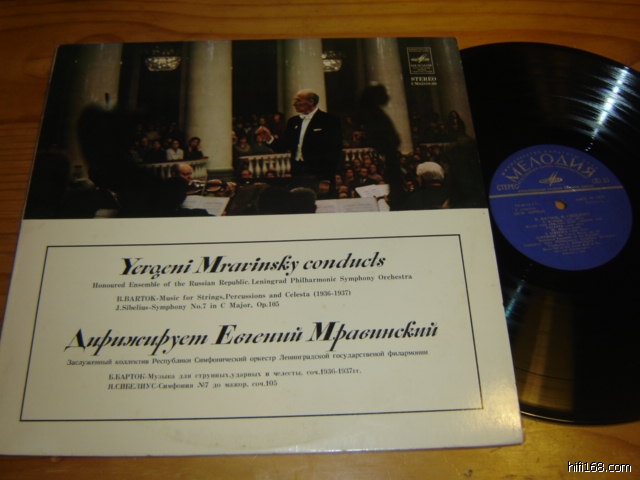 STEREO
Yevgeni Mravinsky conducts
Honoured Ensemble of the Russian Republic.Leningrad Philharmonic Symphony Orchestra
B.BARTOK-Music for Strings,Percussions and Celesta (1936-1937)
J.Sibelius-Symphony No.7 in C Major, Op.105
Дирижирует Евгений Мравинский
Заслуженный коллектив Республики Симфонический оркестр Ленинградской государственой филармонии
Б.БАРТОК-Музыка для струнных,ударных и челесты, соч.1936-1937гг.
Я.СИБЕЛИУС-Симфония №7 до мажор, соч.105
МЕЛОДИЯ
СТЕРЕО
33
hifi168.com